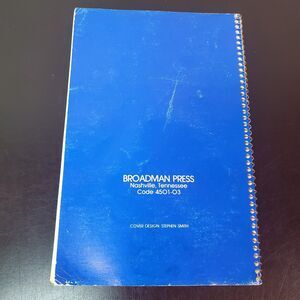 BROADMAN PRESS
Nashville, Tennessee
Code 4501-03
COVER DESIGN: STEPHEN SMITH